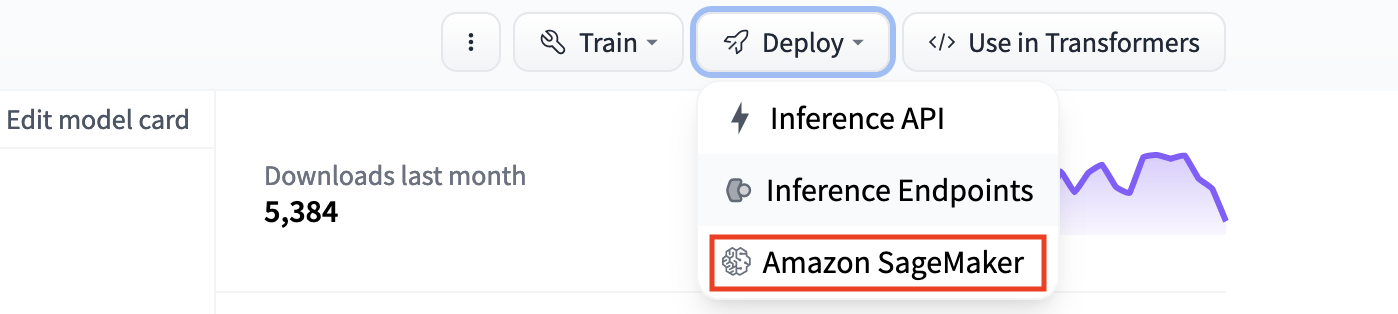 Train
Deploy
</> Use in Transformers
Edit model card
Inference API
Downloads last month
5,384
Inference Endpoints
Amazon SageMaker